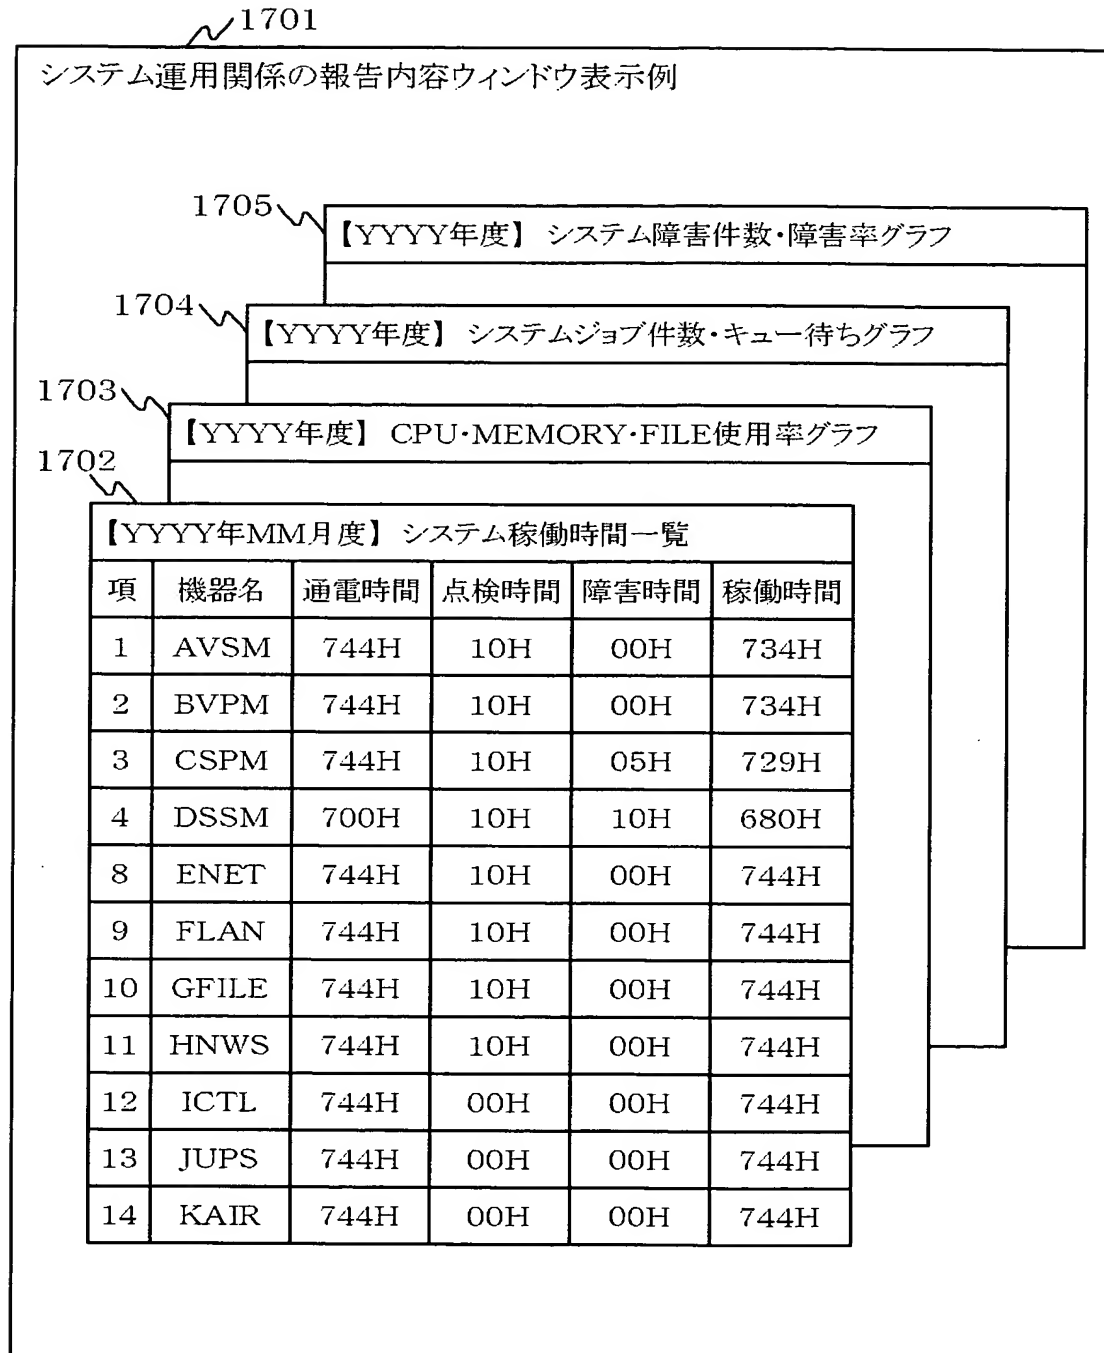 1701
システム運用関係の報告内容ウィンドウ表示例
1705
【YYYY年度】 システム障害件数・障害率グラフ
1704
【YYYY年度】 システムジョブ件数・キュー待ちグラフ
1703
【YYYY年度】 CPU・MEMORY・FILE使用率グラフ
1702
【YYYY年MM月度】 システム稼働時間一覧
項 機器名 通電時間 点検時間 障害時間 稼働時間
1 AVSM 744H 10H 00H 734H
2 BVPM 744H 10H 00H 734H
3 CSPM 744H 10H 05H 729H
4 DSSM 700H 10H 10H 680H
8 ENET 744H 10H 00H 744H
9 FLAN 744H 10H 00H 744H
10 GFILE 744H 10H 00H 744H
11 HNWS 744H 10H 00H 744H
12 ICTL 744H 00H 00H 744H
13 JUPS 744H 00H 00H 744H
14 KAIR 744H 00H 00H 744H